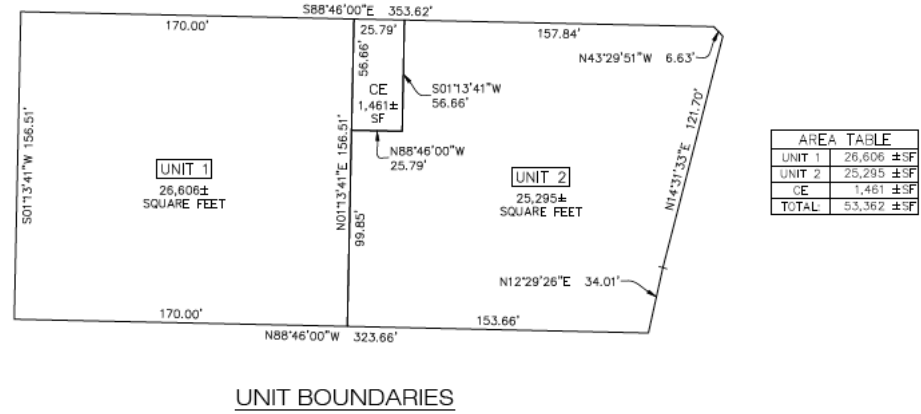 S88°46'00"E 353.62'
170.00'
25.79'
157.84'
N43°29'51"W 6.63'
56.66'
S01°13'41"W
56.66'
CE
1,461±
SF
N88°46'00"W
25.79'
S01°13'41"W 156.51'
N01°13'41"E 156.51'
99.85'
N14°31'33"E 121.70'
UNIT 1
26,606±
SQUARE FEET
UNIT 2
25,295±
SQUARE FEET
N12°29'26"E 34.01'
170.00'
153.66'
N88°46'00"W 323.66'
AREA TABLE
UNIT 1 26,606 ±SF
UNIT 2 25,295 ±SF
CE 1,461 ±SF
TOTAL: 53,362 ±SF
UNIT BOUNDARIES